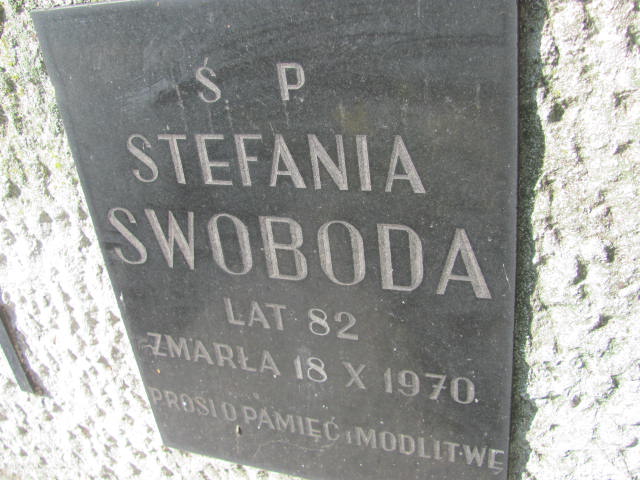 Ś. P.
STEFANIA
SWOBODA
LAT 82
ZMARŁA 18 X 1970
PROSI O PAMIĘĆ i MODLITWĘ